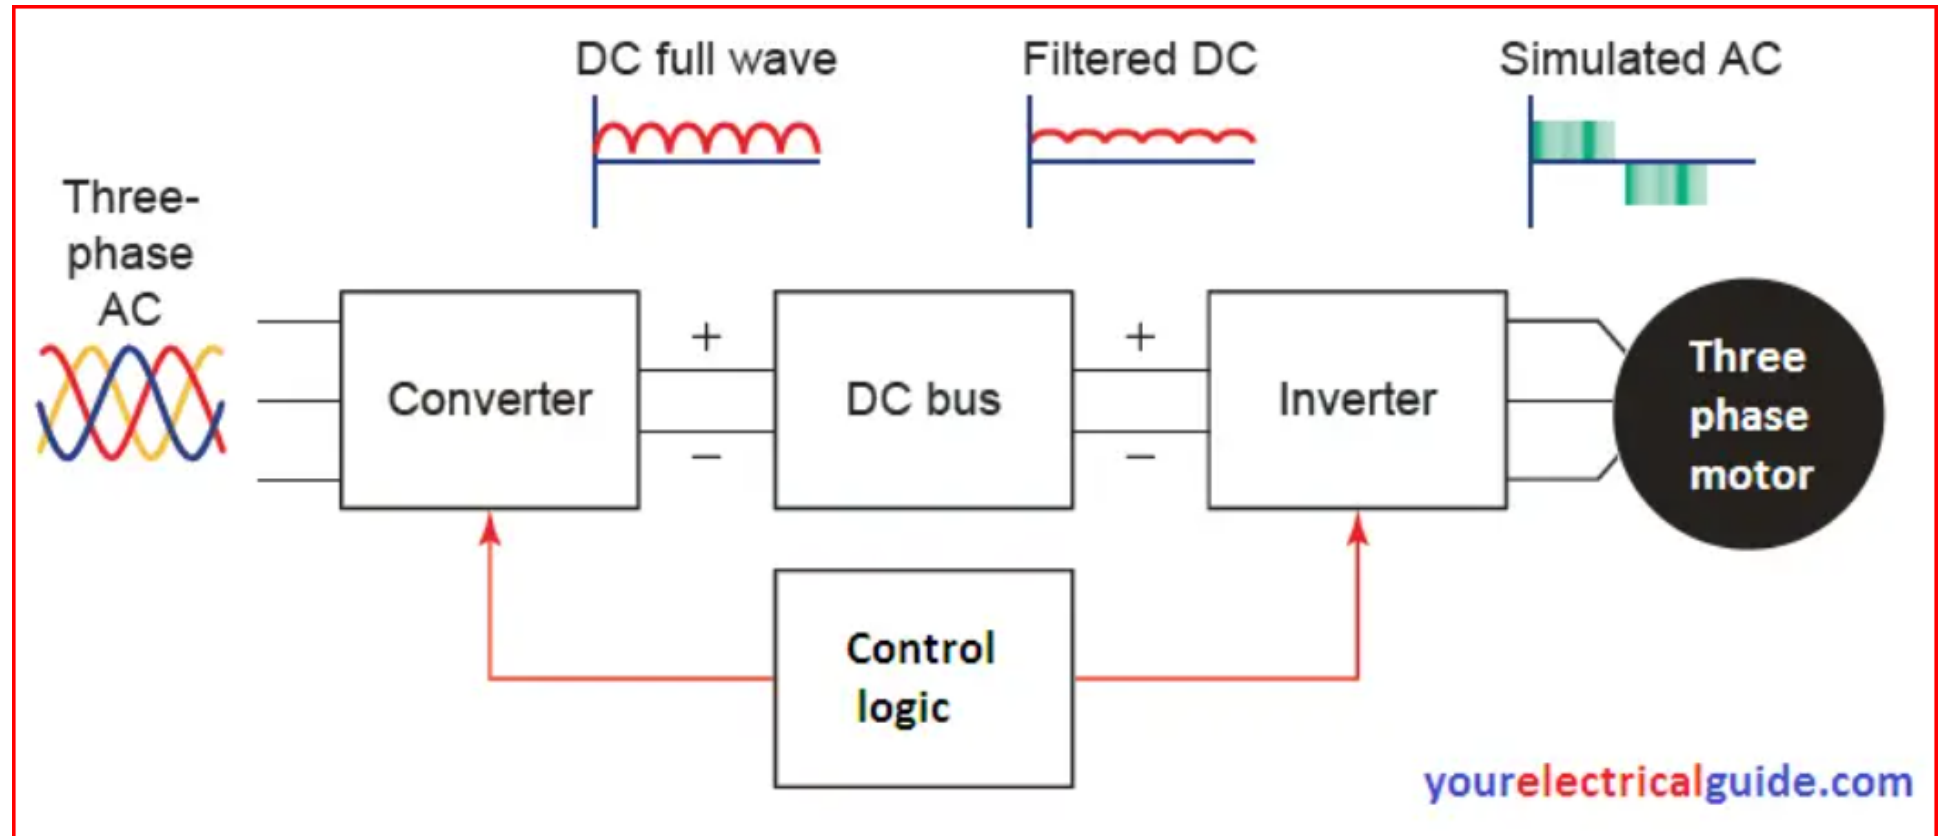 DC full wave
Filtered DC
Simulated AC
Three-
phase
AC
Converter
+
−
DC bus
+
−
Inverter
Three
phase
motor
Control
logic
yourelectricalguide.com